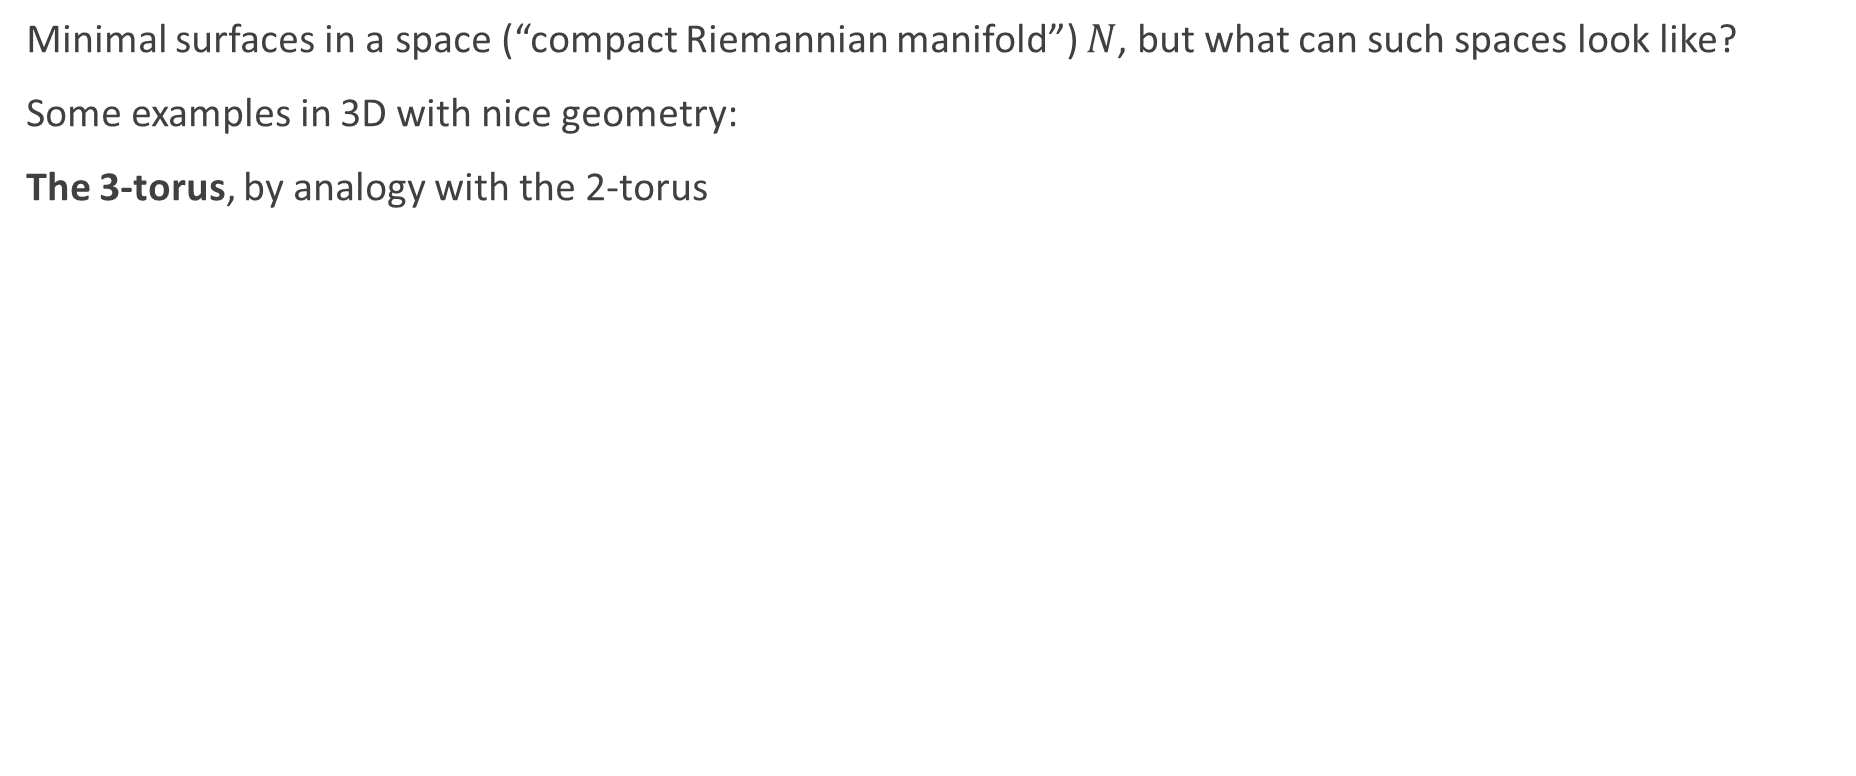 Minimal surfaces in a space (“compact Riemannian manifold”) N, but what can such spaces look like?
Some examples in 3D with nice geometry:
The 3-torus, by analogy with the 2-torus